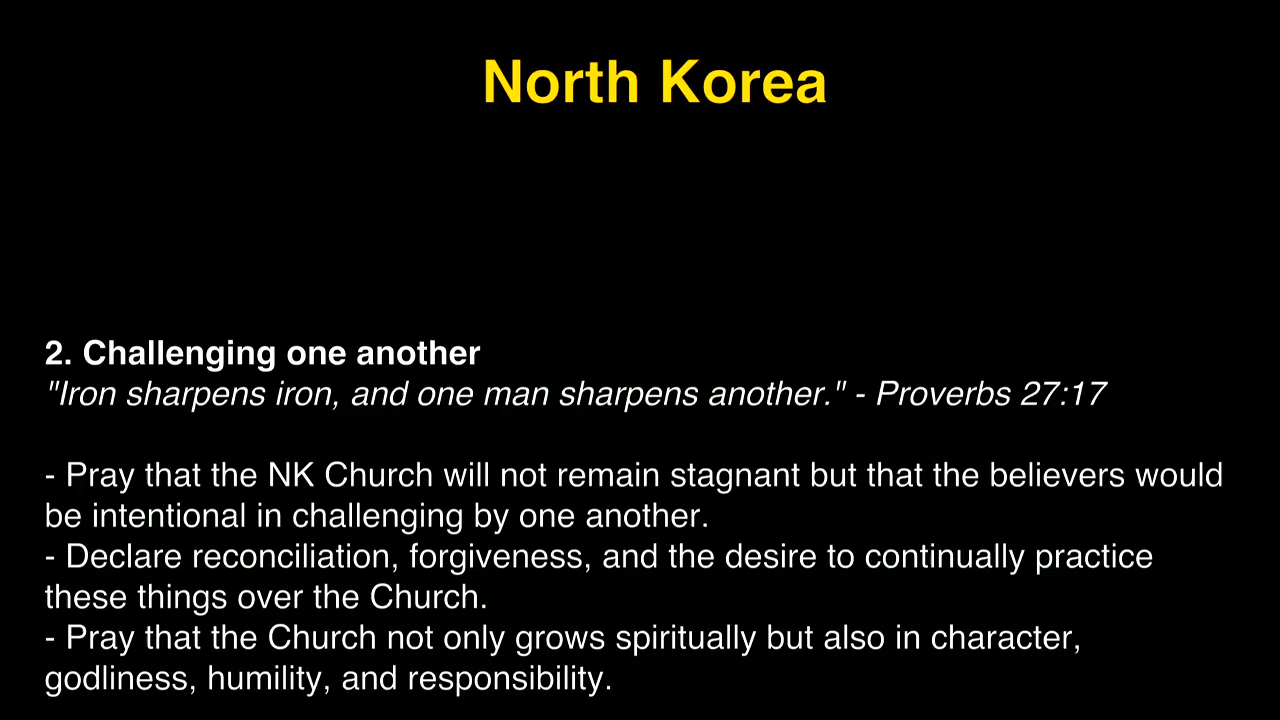 North Korea
2. Challenging one another
"Iron sharpens iron, and one man sharpens another." - Proverbs 27:17
- Pray that the NK Church will not remain stagnant but that the believers would
be intentional in challenging by one another.
- Declare reconciliation, forgiveness, and the desire to continually practice
these things over the Church.
- Pray that the Church not only grows spiritually but also in character,
godliness, humility, and responsibility.